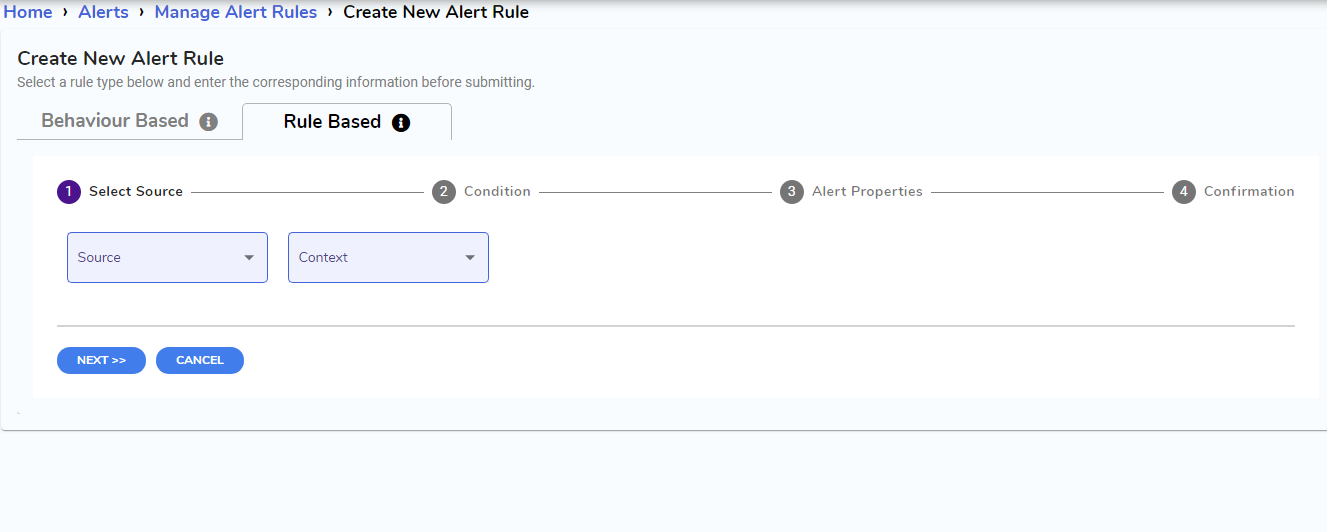 Home › Alerts › Manage Alert Rules › Create New Alert Rule
Create New Alert Rule
Select a rule type below and enter the corresponding information before submitting.
Behaviour Based i Rule Based i
1 Select Source 2 Condition 3 Alert Properties 4 Confirmation
Source Context
NEXT >> CANCEL